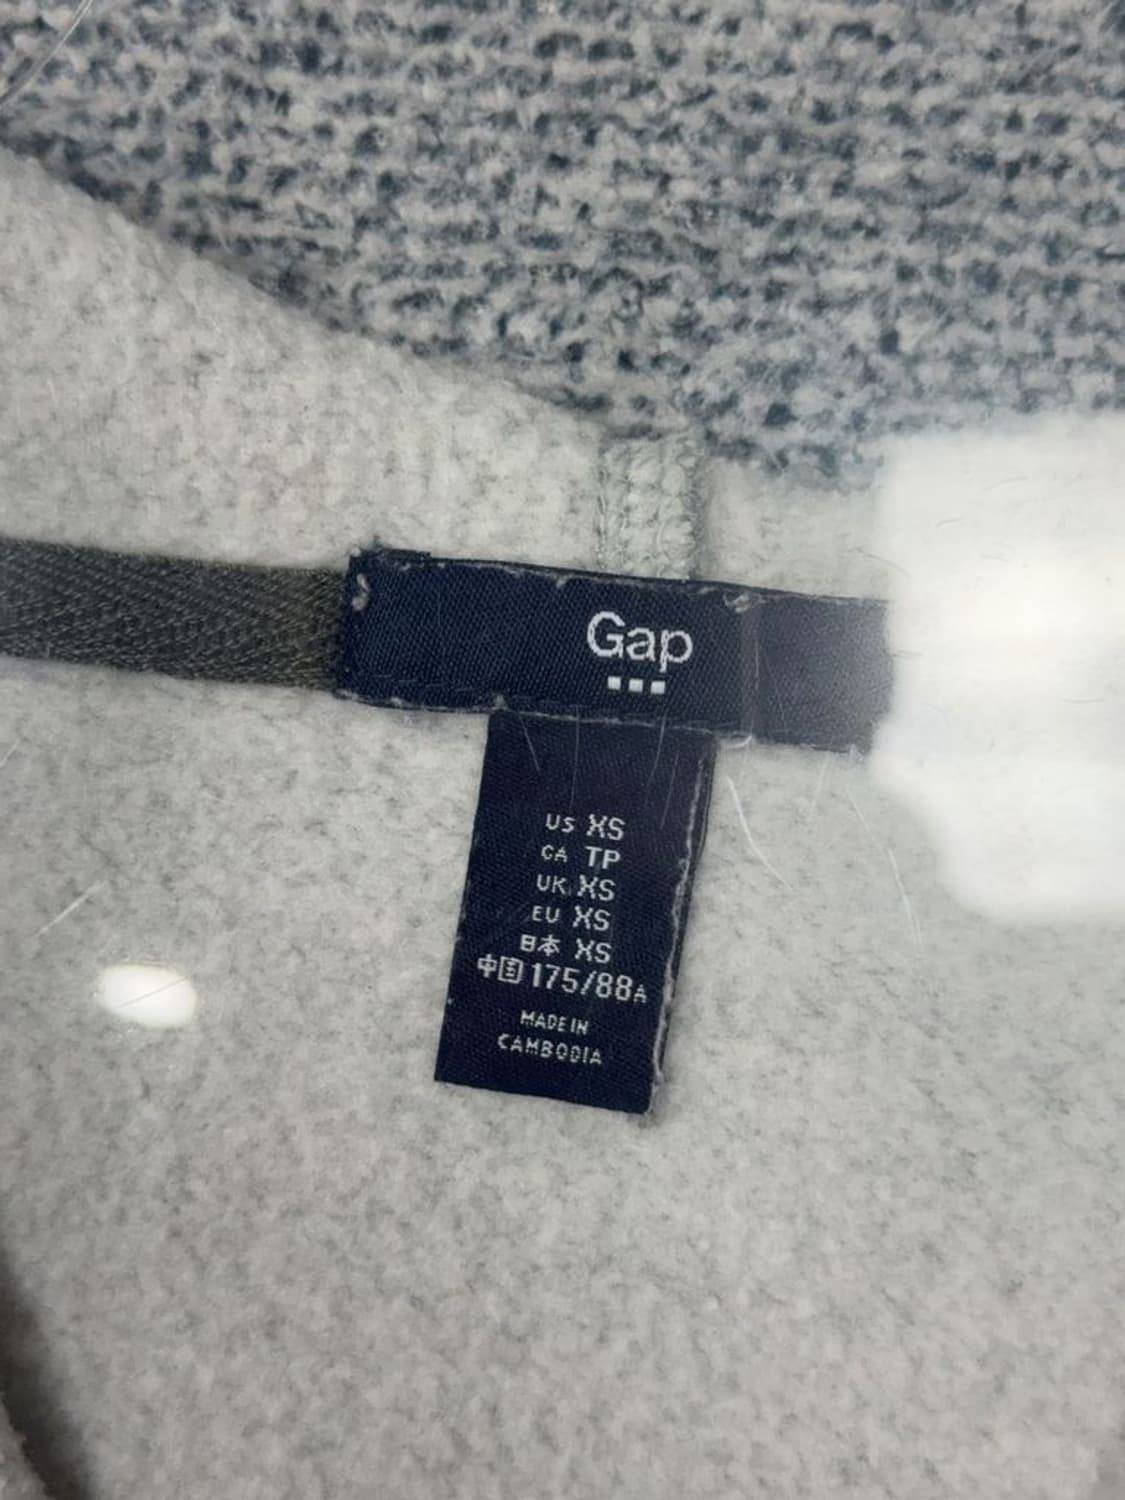 Gap
US XS
CA TP
UK XS
EU XS
日本 XS
中国 175/88A
MADE IN
CAMBODIA